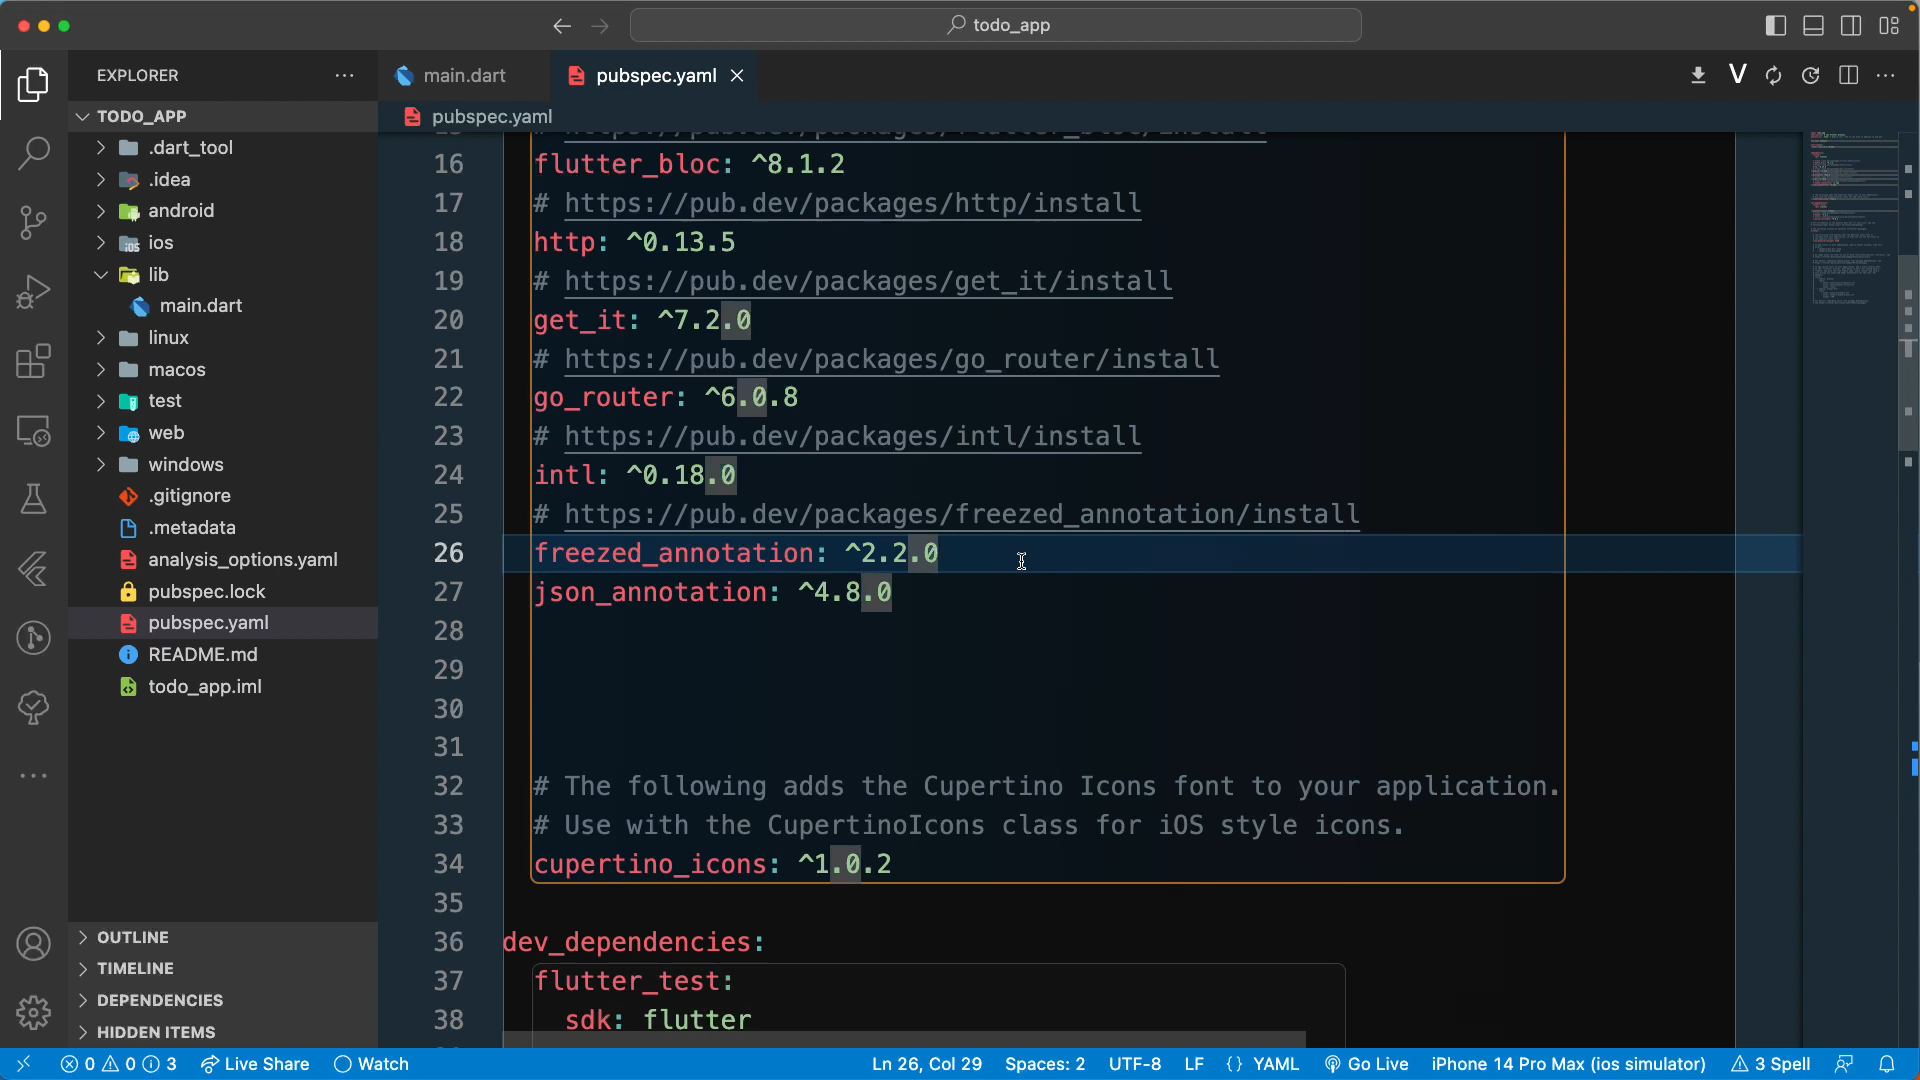 todo_app
EXPLORER
main.dart
pubspec.yaml
V
TODO_APP
pubspec.yaml
.dart_tool
.idea
android
ios
lib
main.dart
linux
macos
test
web
windows
.gitignore
.metadata
analysis_options.yaml
pubspec.lock
pubspec.yaml
README.md
todo_app.iml
OUTLINE
TIMELINE
DEPENDENCIES
HIDDEN ITEMS
16 flutter_bloc: ^8.1.2
17 # https://pub.dev/packages/http/install
18 http: ^0.13.5
19 # https://pub.dev/packages/get_it/install
20 get_it: ^7.2.0
21 # https://pub.dev/packages/go_router/install
22 go_router: ^6.0.8
23 # https://pub.dev/packages/intl/install
24 intl: ^0.18.0
25 # https://pub.dev/packages/freezed_annotation/install
26 freezed_annotation: ^2.2.0
27 json_annotation: ^4.8.0
28
29
30
31
32 # The following adds the Cupertino Icons font to your application.
33 # Use with the CupertinoIcons class for iOS style icons.
34 cupertino_icons: ^1.0.2
35
36 dev_dependencies:
37 flutter_test:
38 sdk: flutter
0 0 3 Live Share Watch Ln 26, Col 29 Spaces: 2 UTF-8 LF {} YAML Go Live iPhone 14 Pro Max (ios simulator) 3 Spell